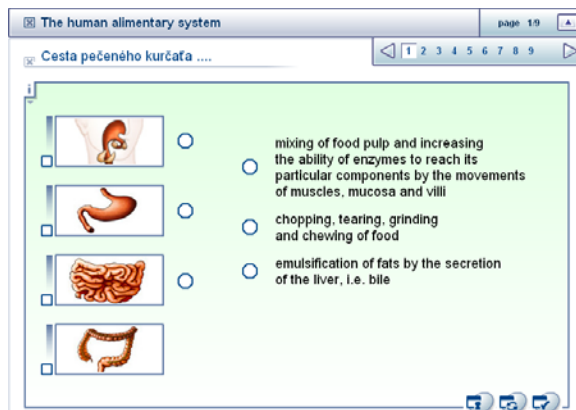 The human alimentary system
page 1/9
Cesta pečeného kurčaťa ....
1 2 3 4 5 6 7 8 9
i
mixing of food pulp and increasing
the ability of enzymes to reach its
particular components by the movements
of muscles, mucosa and villi
chopping, tearing, grinding
and chewing of food
emulsification of fats by the secretion
of the liver, i.e. bile